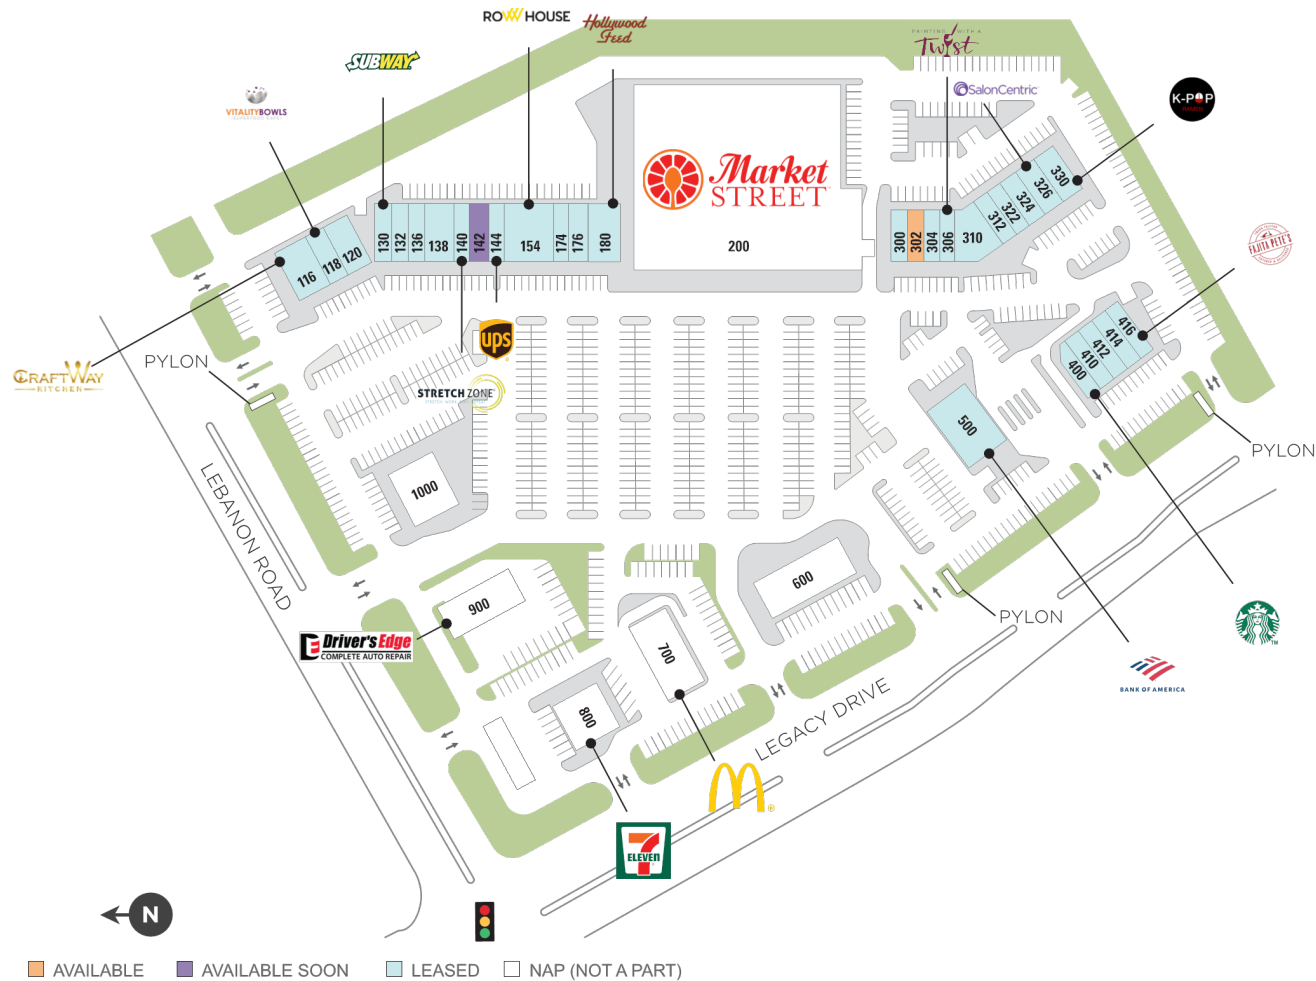 ROW HOUSE
Hollywood
Feed
PAINTING WITH A
Twist
SUBWAY
SalonCentric
VITALITY BOWLS
K-POP
RAMEN
Market
STREET
FAJITA PETE'S
116
118
120
130
132
136
138
140
142
144
154
174
176
180
200
300
302
304
306
310
312
322
324
326
330
ups
STRETCH ZONE
CRAFTWAY
KITCHEN
PYLON
400
410
412
414
416
500
PYLON
1000
LEBANON ROAD
600
900
700
800
PYLON
Driver's Edge
COMPLETE AUTO REPAIR
BANK OF AMERICA
LEGACY DRIVE
7
ELEVEN
N
AVAILABLE
AVAILABLE SOON
LEASED
NAP (NOT A PART)